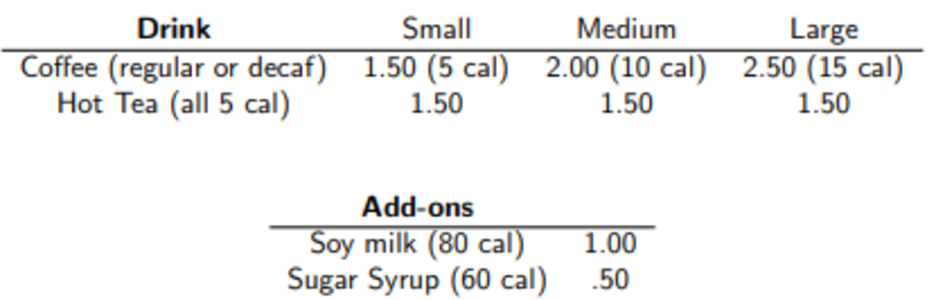 Drink Small Medium Large
Coffee (regular or decaf) 1.50 (5 cal) 2.00 (10 cal) 2.50 (15 cal)
Hot Tea (all 5 cal) 1.50 1.50 1.50
Add-ons
Soy milk (80 cal) 1.00
Sugar Syrup (60 cal) .50